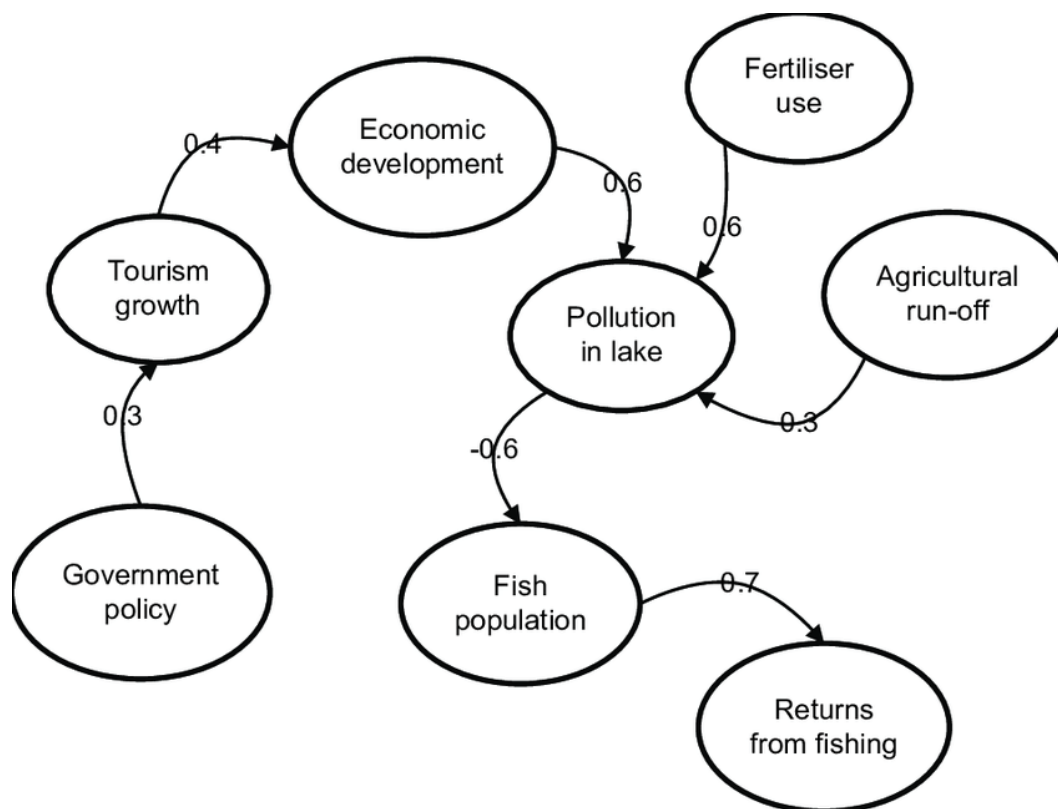 Fertiliser
use
Economic
development
0.4
0.6
0.6
Tourism
growth
Agricultural
run-off
Pollution
in lake
0.3
0.3
-0.6
Government
policy
Fish
population
0.7
Returns
from fishing